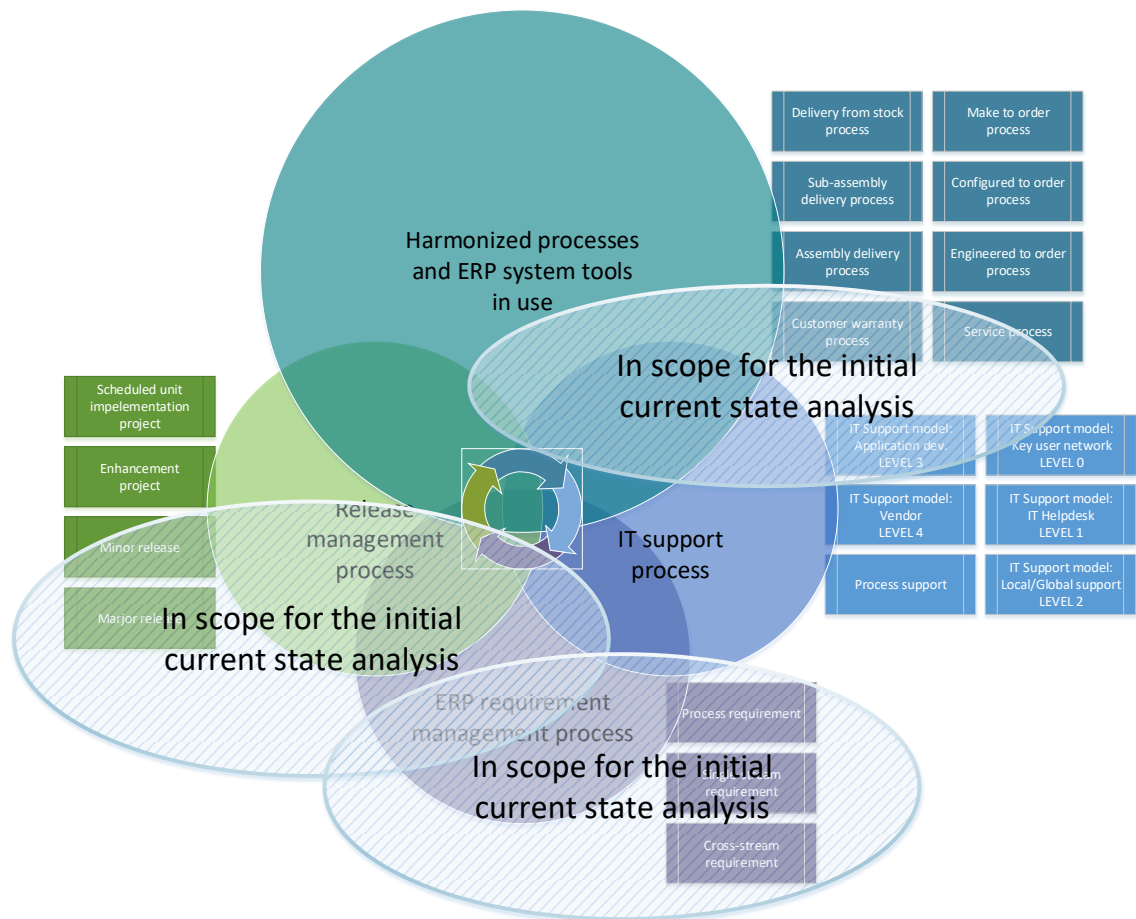 Delivery from stock
process
Make to order
process
Sub-assembly
delivery process
Configured to order
process
Assembly delivery
process
Engineered to order
process
Customer warranty
process
Service process
Harmonized processes
and ERP system tools
in use
In scope for the initial
current state analysis
Scheduled unit
impelementation
project
Enhancement
project
Minor release
Marjor release
Release
management
process
In scope for the initial
current state analysis
IT support
process
IT Support model:
Application dev.
LEVEL 3
IT Support model:
Key user network
LEVEL 0
IT Support model:
Vendor
LEVEL 4
IT Support model:
IT Helpdesk
LEVEL 1
Process support
IT Support model:
Local/Global support
LEVEL 2
ERP requirement
management process
In scope for the initial
current state analysis
Process requirement
Single-stream
requirement
Cross-stream
requirement